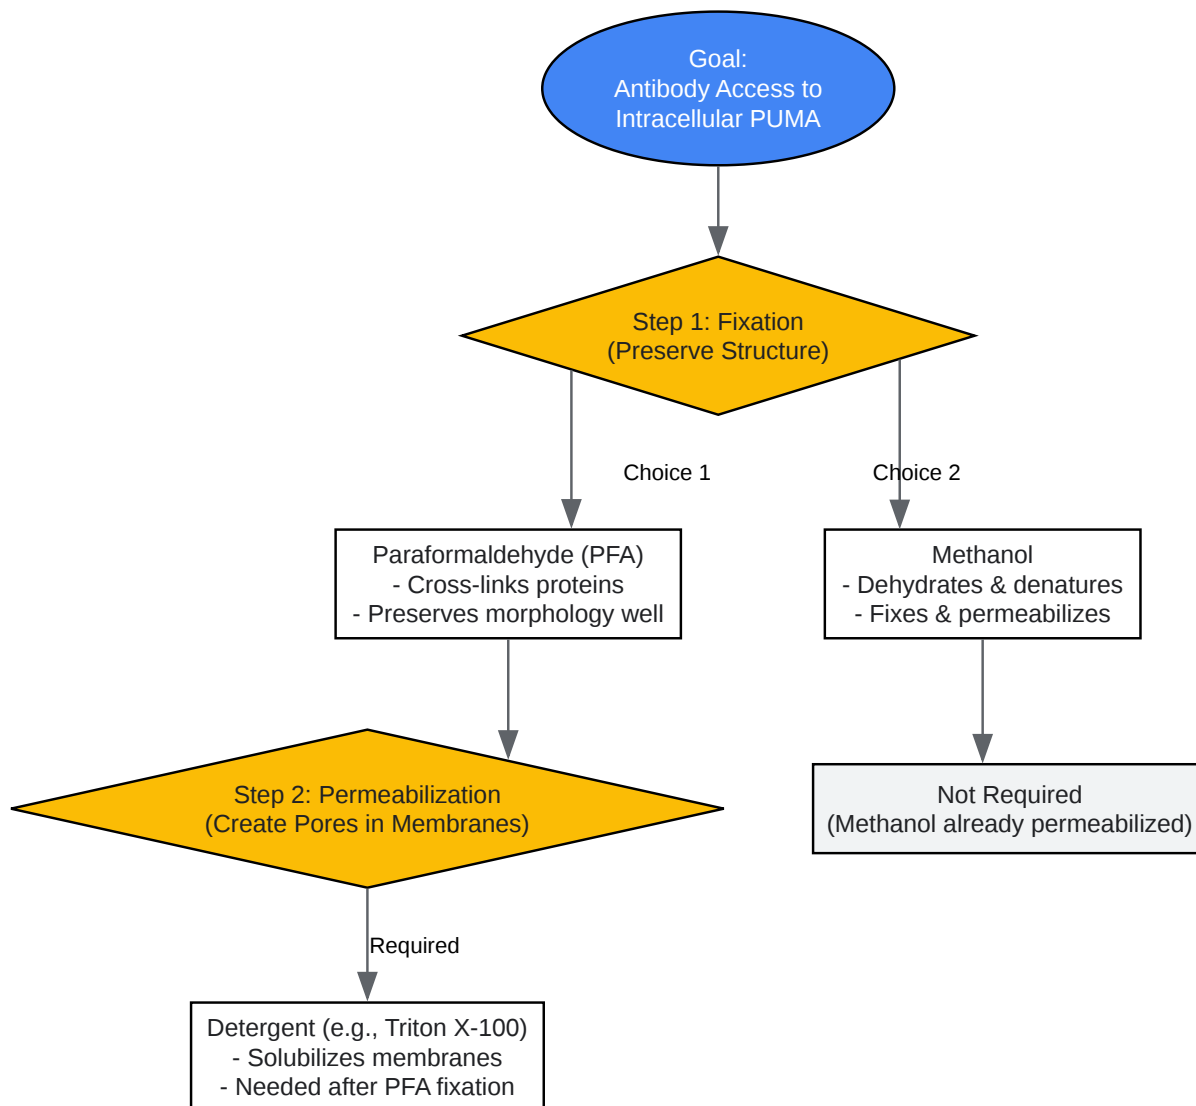 Goal:
Antibody Access to
Intracellular PUMA
Step 1: Fixation
(Preserve Structure)
Choice 1
Choice 2
Paraformaldehyde (PFA)
- Cross-links proteins
- Preserves morphology well
Methanol
- Dehydrates & denatures
- Fixes & permeabilizes
Step 2: Permeabilization
(Create Pores in Membranes)
Not Required
(Methanol already permeabilized)
Required
Detergent (e.g., Triton X-100)
- Solubilizes membranes
- Needed after PFA fixation